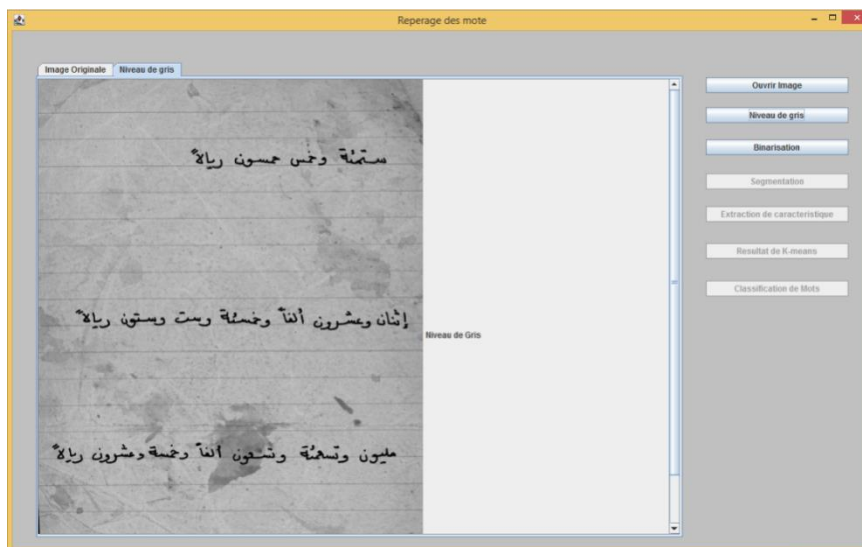 Reperage des mote
Image Originale
Niveau de gris
ستمئة وخمس حمسون ريالاً
إثنان وعشرون ألفاً وخمسئة وست وستون ريالاً
مليون وتسعمئة وتسعون ألفاً وخمسة وعشرون ريالاً
Niveau de Gris
Ouvrir Image
Niveau de gris
Binarisation
Segmentation
Extraction de caracteristique
Resultat de K-means
Classification de Mots